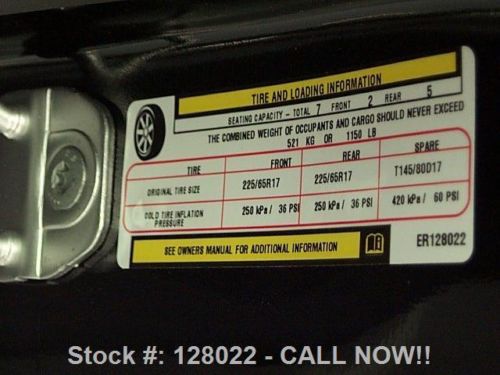 TIRE AND LOADING INFORMATION
SEATING CAPACITY - TOTAL 7 FRONT 2 REAR 5
THE COMBINED WEIGHT OF OCCUPANTS AND CARGO SHOULD NEVER EXCEED
521 KG OR 1150 LB
TIRE FRONT REAR SPARE
ORIGINAL TIRE SIZE 225/65R17 225/65R17 T145/80D17
COLD TIRE INFLATION PRESSURE 250 kPa / 36 PSI 250 kPa / 36 PSI 420 kPa / 60 PSI
SEE OWNERS MANUAL FOR ADDITIONAL INFORMATION
ER128022
Stock #: 128022 - CALL NOW!!